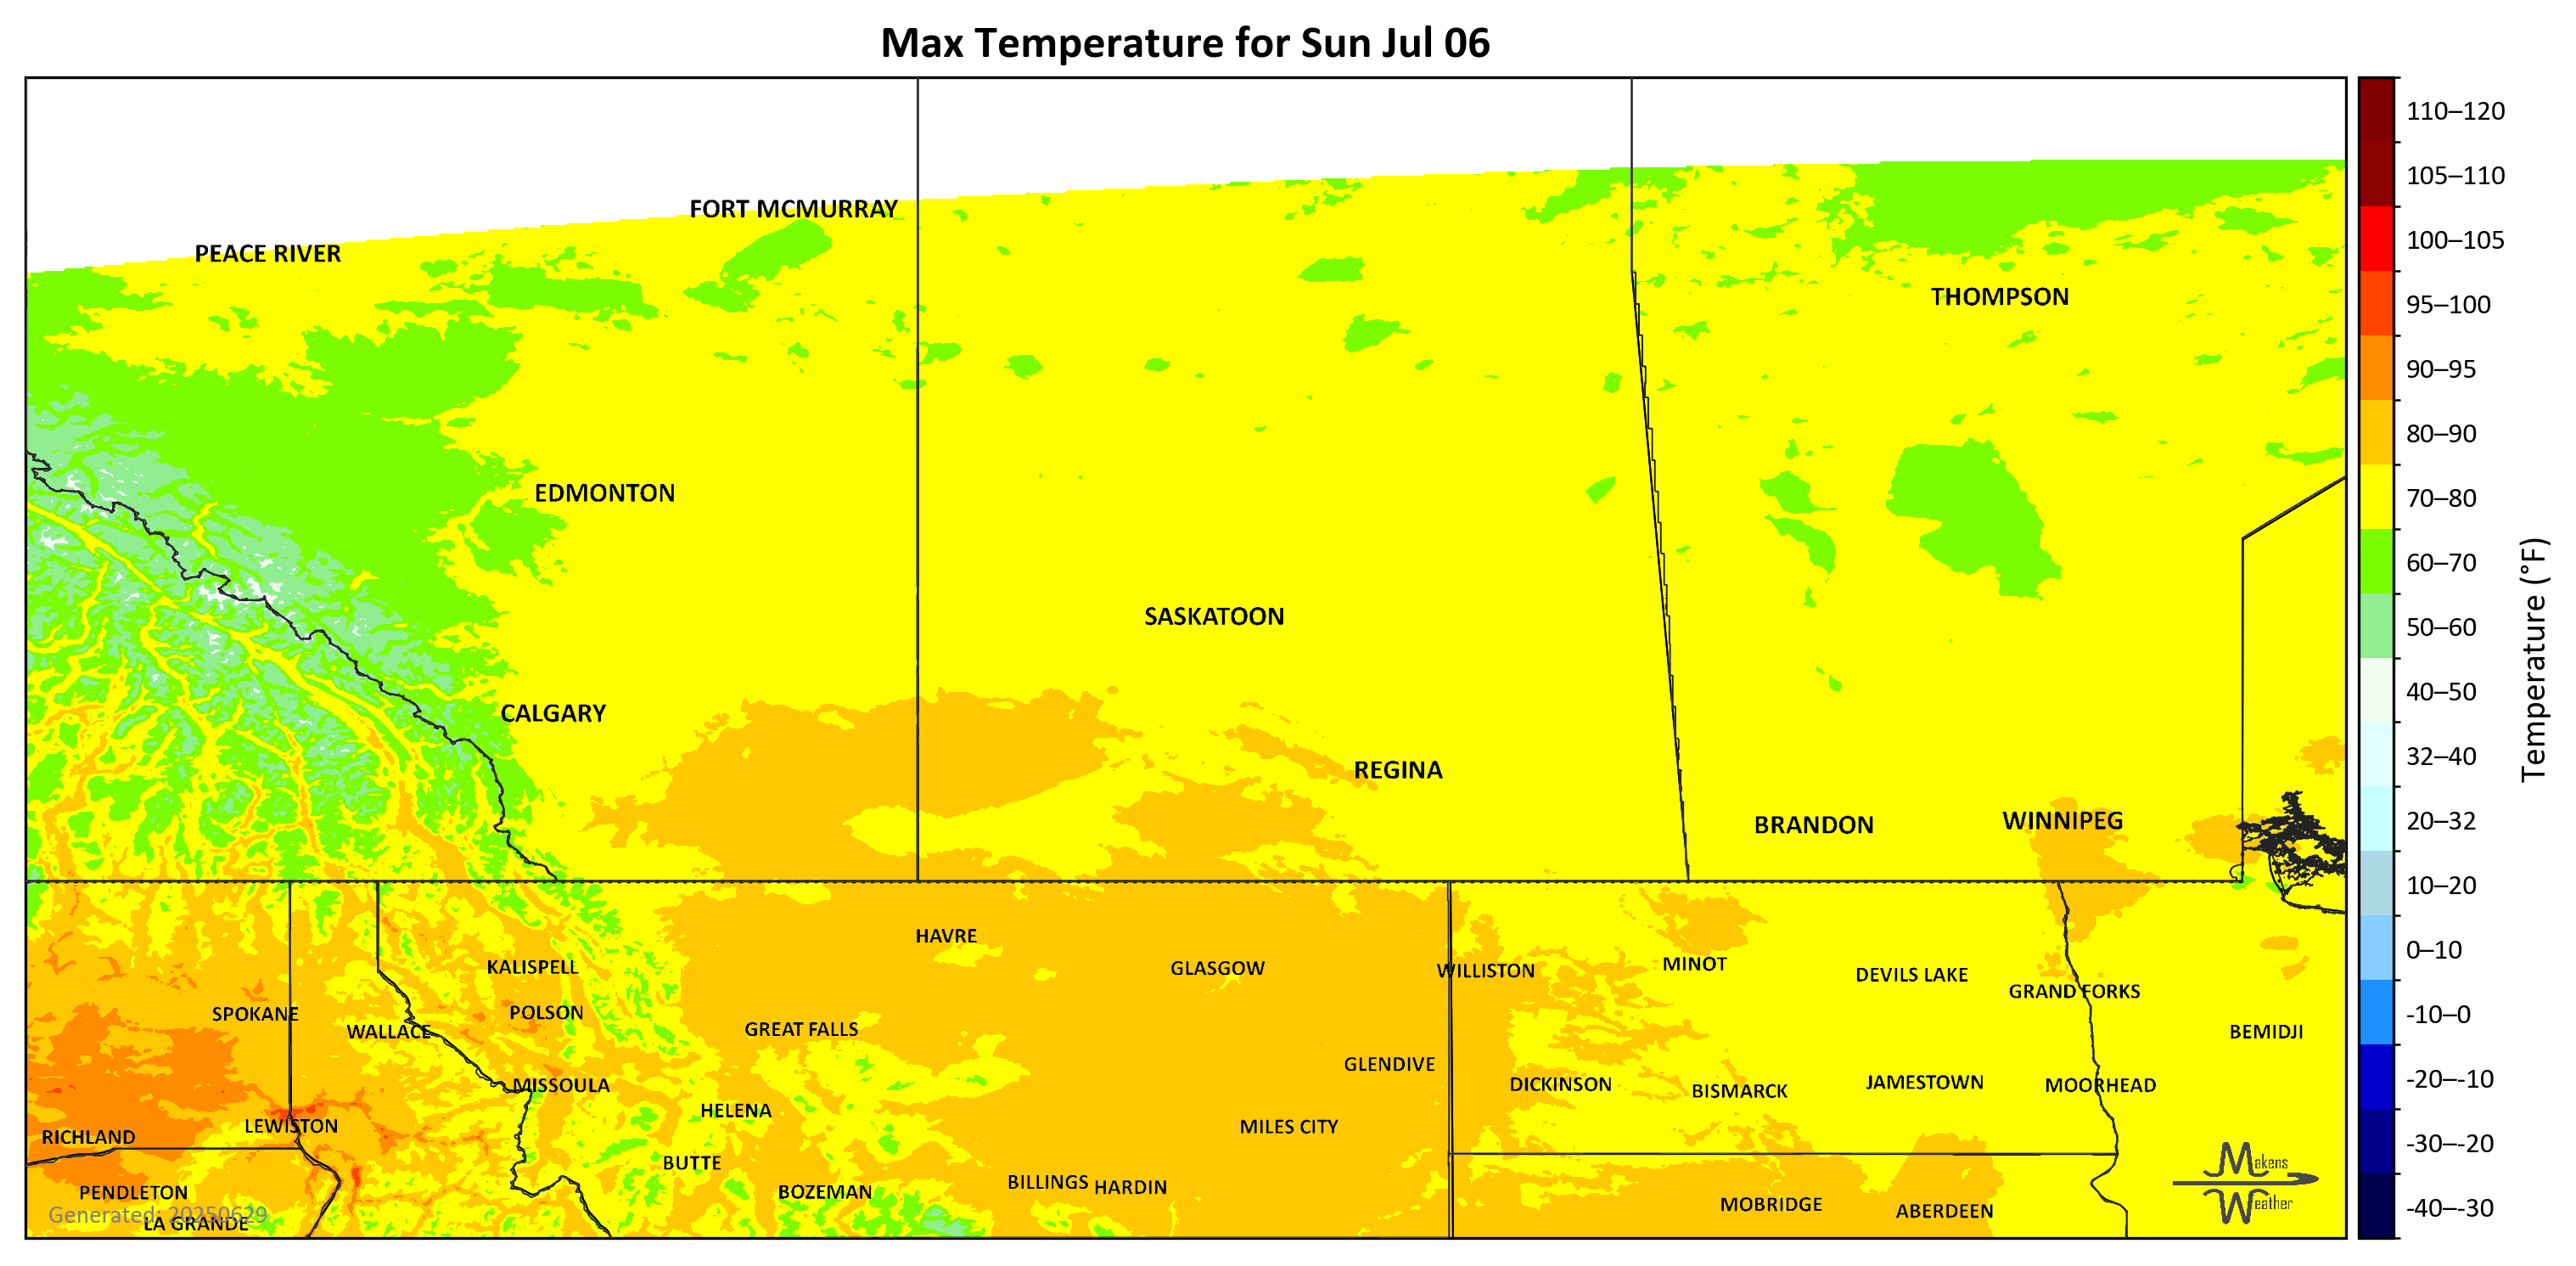 Max Temperature for Sun Jul 06
110–120
105–110
FORT MCMURRAY
100–105
PEACE RIVER
THOMPSON
95–100
90–95
80–90
EDMONTON
70–80
60–70
SASKATOON
50–60
Temperature (°F)
40–50
CALGARY
REGINA
32–40
BRANDON
WINNIPEG
20–32
10–20
HAVRE
0–10
KALISPELL
GLASGOW
WILLISTON
MINOT
DEVILS LAKE
GRAND FORKS
SPOKANE
POLSON
-10–0
WALLACE
GREAT FALLS
BEMIDJI
GLENDIVE
-20–-10
MISSOULA
DICKINSON
BISMARCK
JAMESTOWN
MOORHEAD
HELENA
LEWISTON
MILES CITY
RICHLAND
-30–-20
BUTTE
Makens
PENDLETON
BOZEMAN
BILLINGS
HARDIN
MOBRIDGE
ABERDEEN
Weather
-40–-30
Generated: 20250629
LA GRANDE